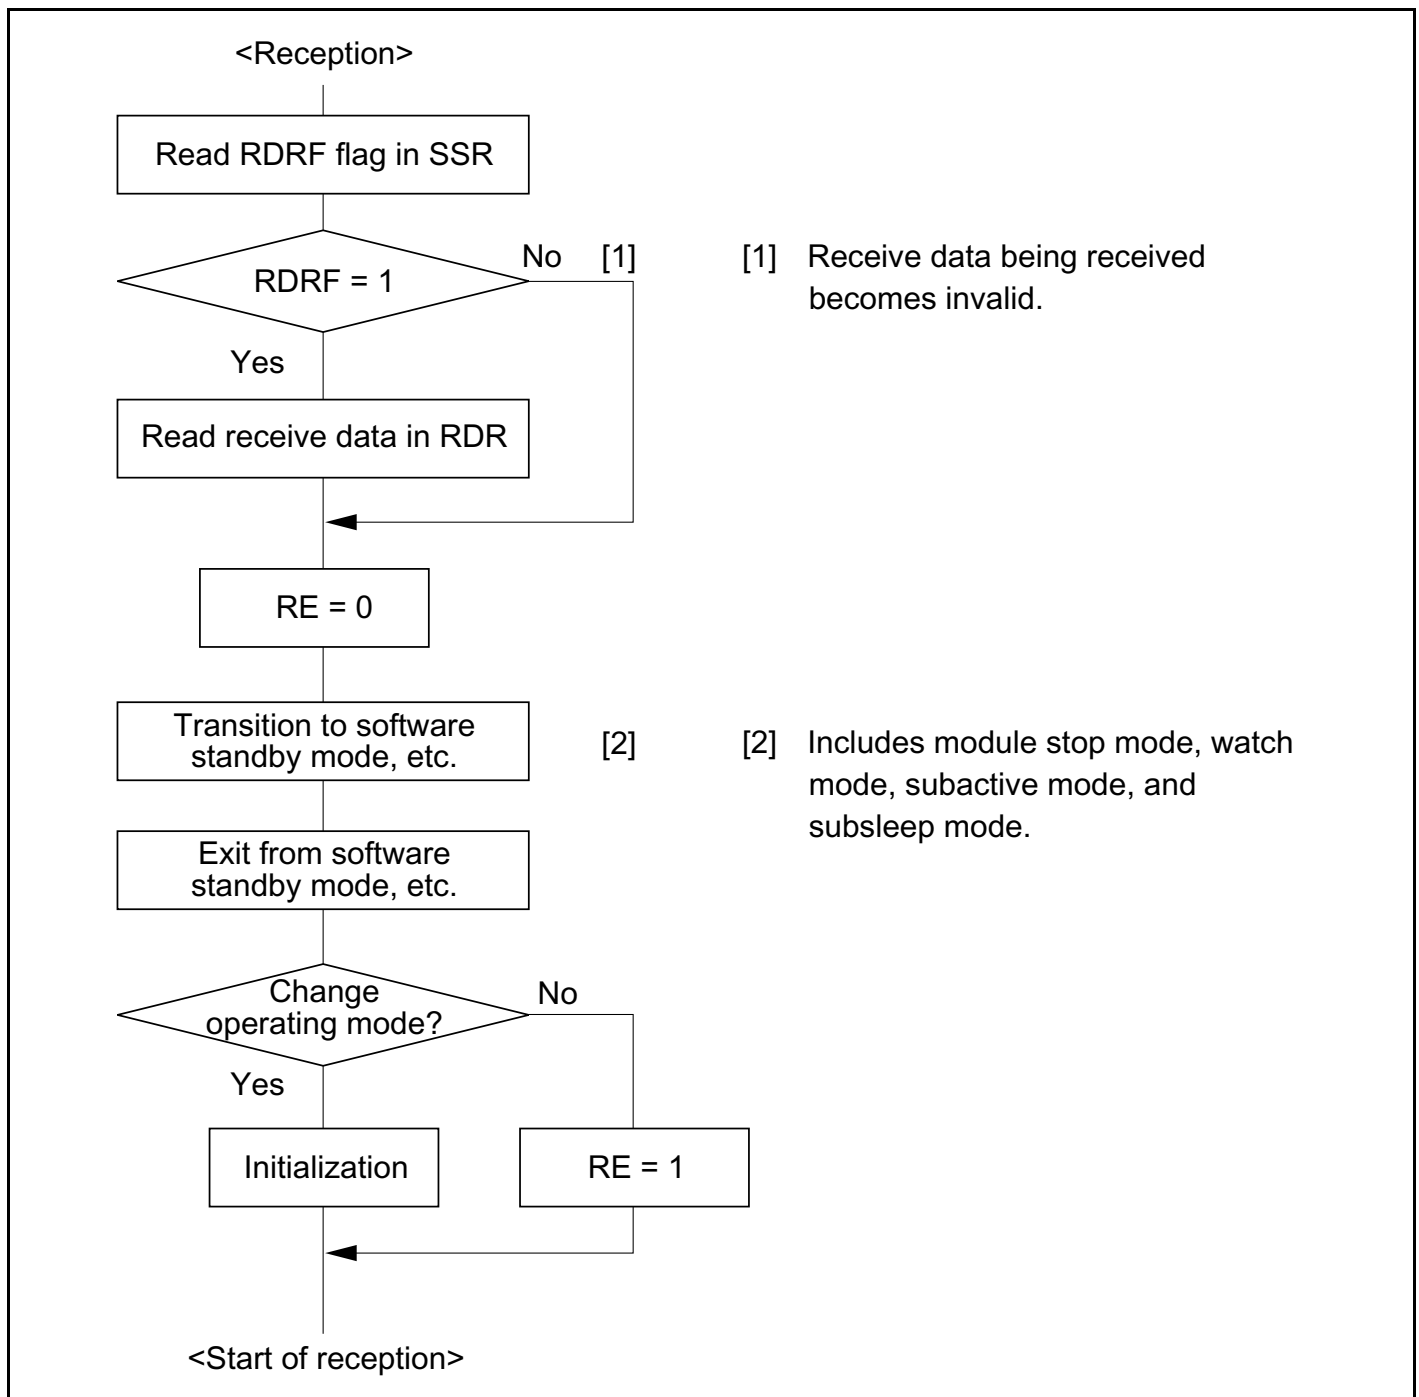 <Reception>
Read RDRF flag in SSR
RDRF = 1
No [1]
[1] Receive data being received
becomes invalid.
Yes
Read receive data in RDR
RE = 0
Transition to software
standby mode, etc.
[2]
[2] Includes module stop mode, watch
mode, subactive mode, and
subsleep mode.
Exit from software
standby mode, etc.
Change
operating mode?
No
Yes
Initialization
RE = 1
<Start of reception>